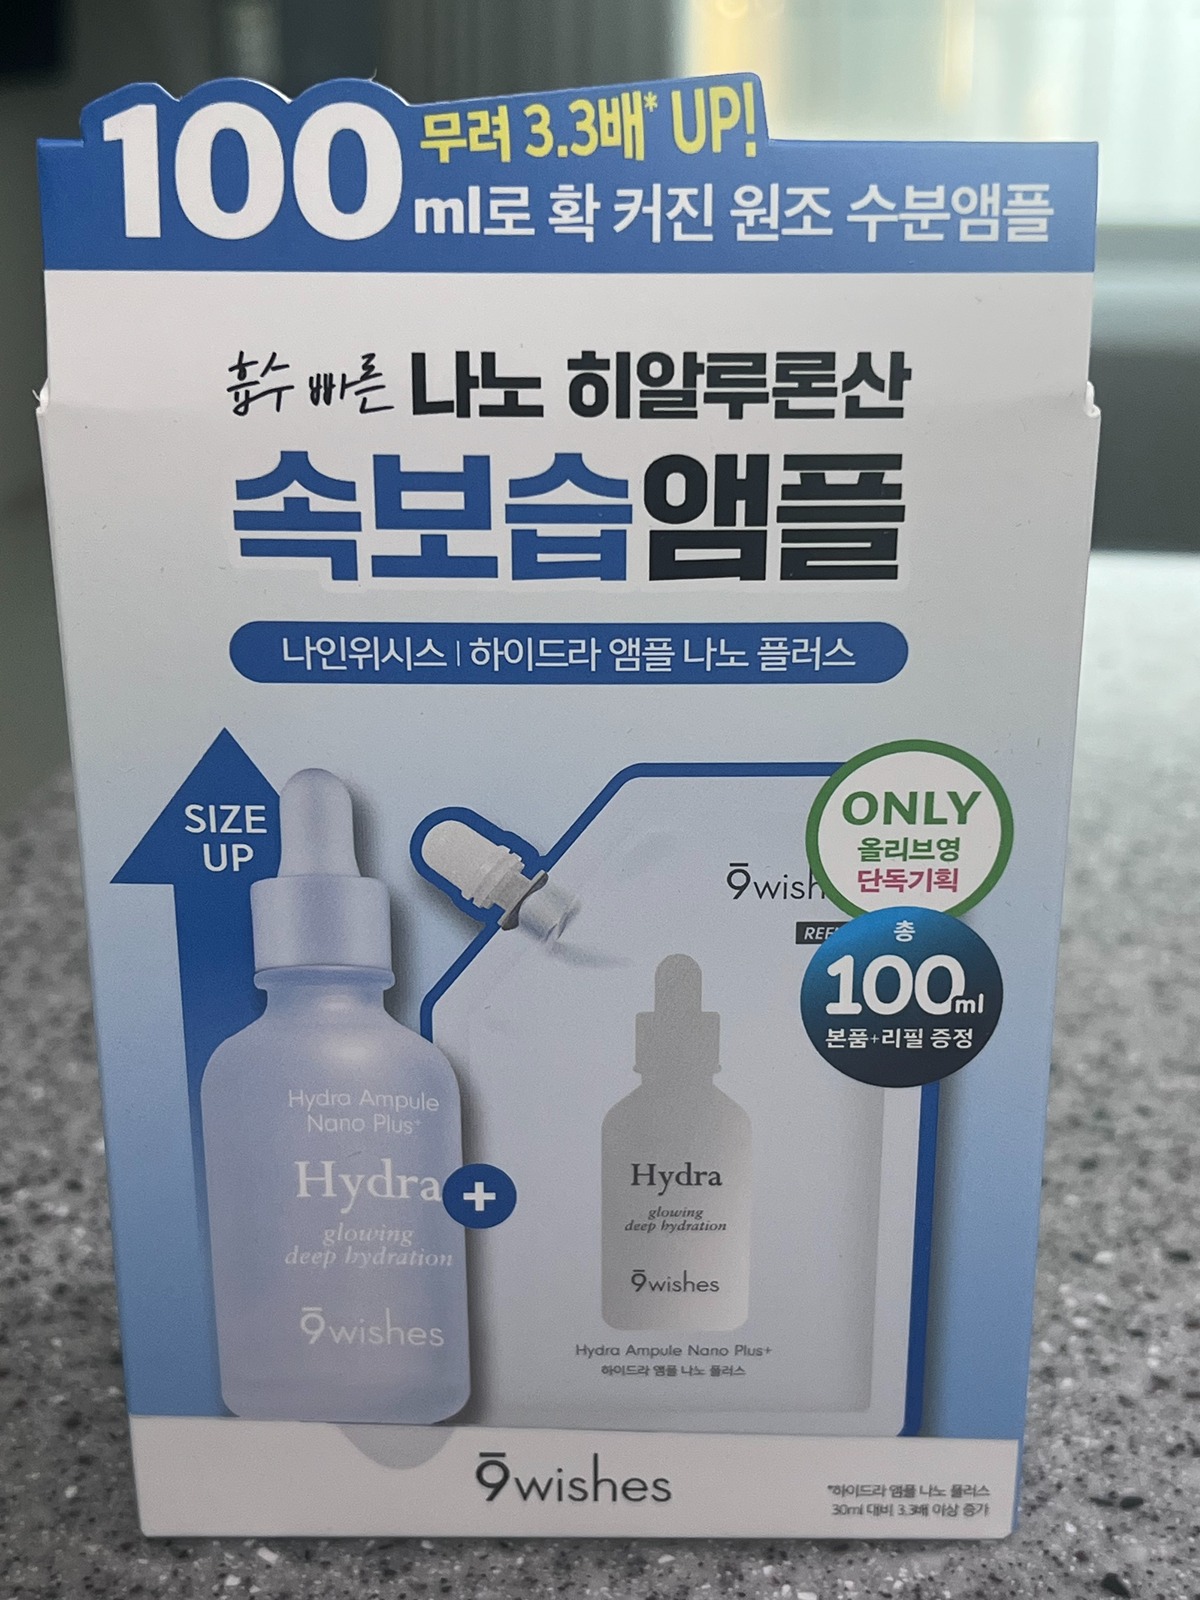 100
무려 3.3배* UP!
ml로 확 커진 원조 수분앰플
흡수 빠른 나노 히알루론산
속보습앰플
나인위시스 | 하이드라 앰플 나노 플러스
SIZE
UP
Hydra Ampule
Nano Plus+
Hydra
glowing
deep hydration
9wishes
+
9wish
REF
Hydra
glowing
deep hydration
9wishes
Hydra Ampule Nano Plus+
하이드라 앰플 나노 플러스
ONLY
올리브영
단독기획
총
100ml
본품+리필 증정
9wishes
*하이드라 앰플 나노 플러스
30ml 대비 3.3배 이상 증가